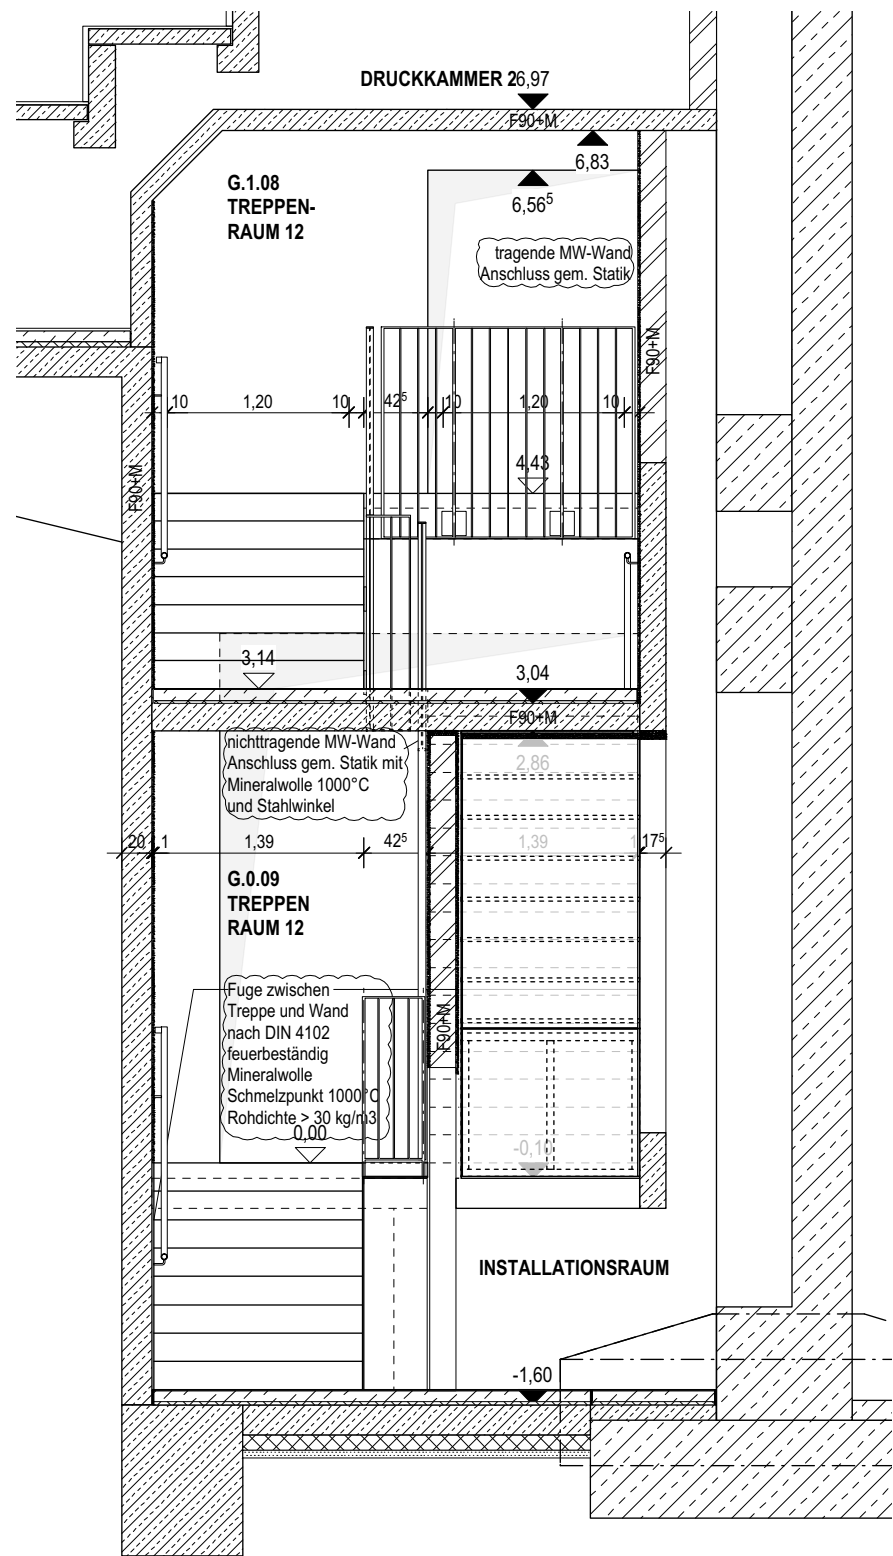 DRUCKKAMMER 2
6,97
F90+M
6,83
G.1.08
TREPPEN-
RAUM 12
6,56⁵
tragende MW-Wand
Anschluss gem. Statik
F90+M
10 1,20 10 42⁵ 10 1,20 10
4,43
F90+M
3,14
3,04
F90+M
nichttragende MW-Wand
Anschluss gem. Statik mit
Mineralwolle 1000°C
und Stahlwinkel
2,86
20 1 1,39 42⁵ 1,39 1 17⁵
G.0.09
TREPPEN
RAUM 12
Fuge zwischen
Treppe und Wand
nach DIN 4102
feuerbeständig
Mineralwolle
Schmelzpunkt 1000°C
Rohdichte > 30 kg/m3
F90+M
0,00
-0,10
INSTALLATIONSRAUM
-1,60